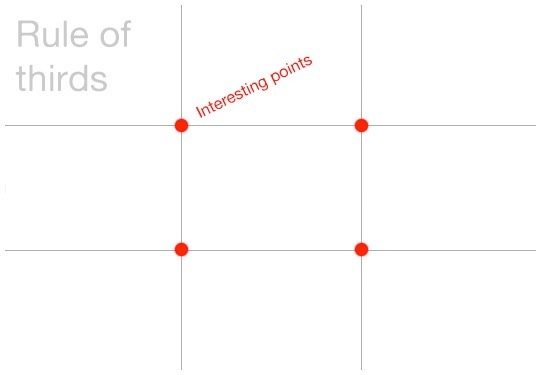 Rule of
thirds
Interesting points